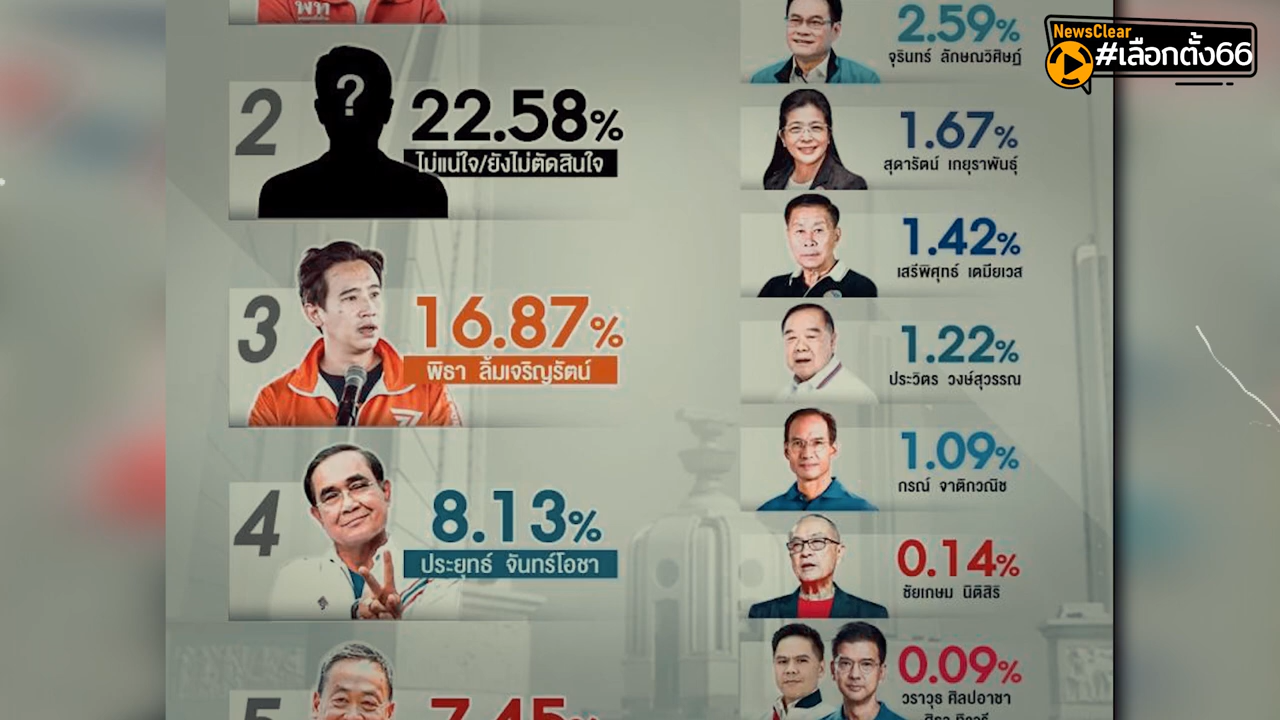 พท
2
?
22.58%
ไม่แน่ใจ/ยังไม่ตัดสินใจ
3
16.87%
พิธา ลิ้มเจริญรัตน์
4
8.13%
ประยุทธ์ จันทร์โอชา
5
7.45%
2.59%
จุรินทร์ ลักษณวิศิษฏ์
1.67%
สุดารัตน์ เกยุราพันธุ์
1.42%
เสรีพิศุทธ์ เตมียเวส
1.22%
ประวิตร วงษ์สุวรรณ
1.09%
กรณ์ จาติกวณิช
0.14%
ชัยเกษม นิติสิริ
0.09%
วราวุธ ศิลปอาชา
NewsClear
#เลือกตั้ง66